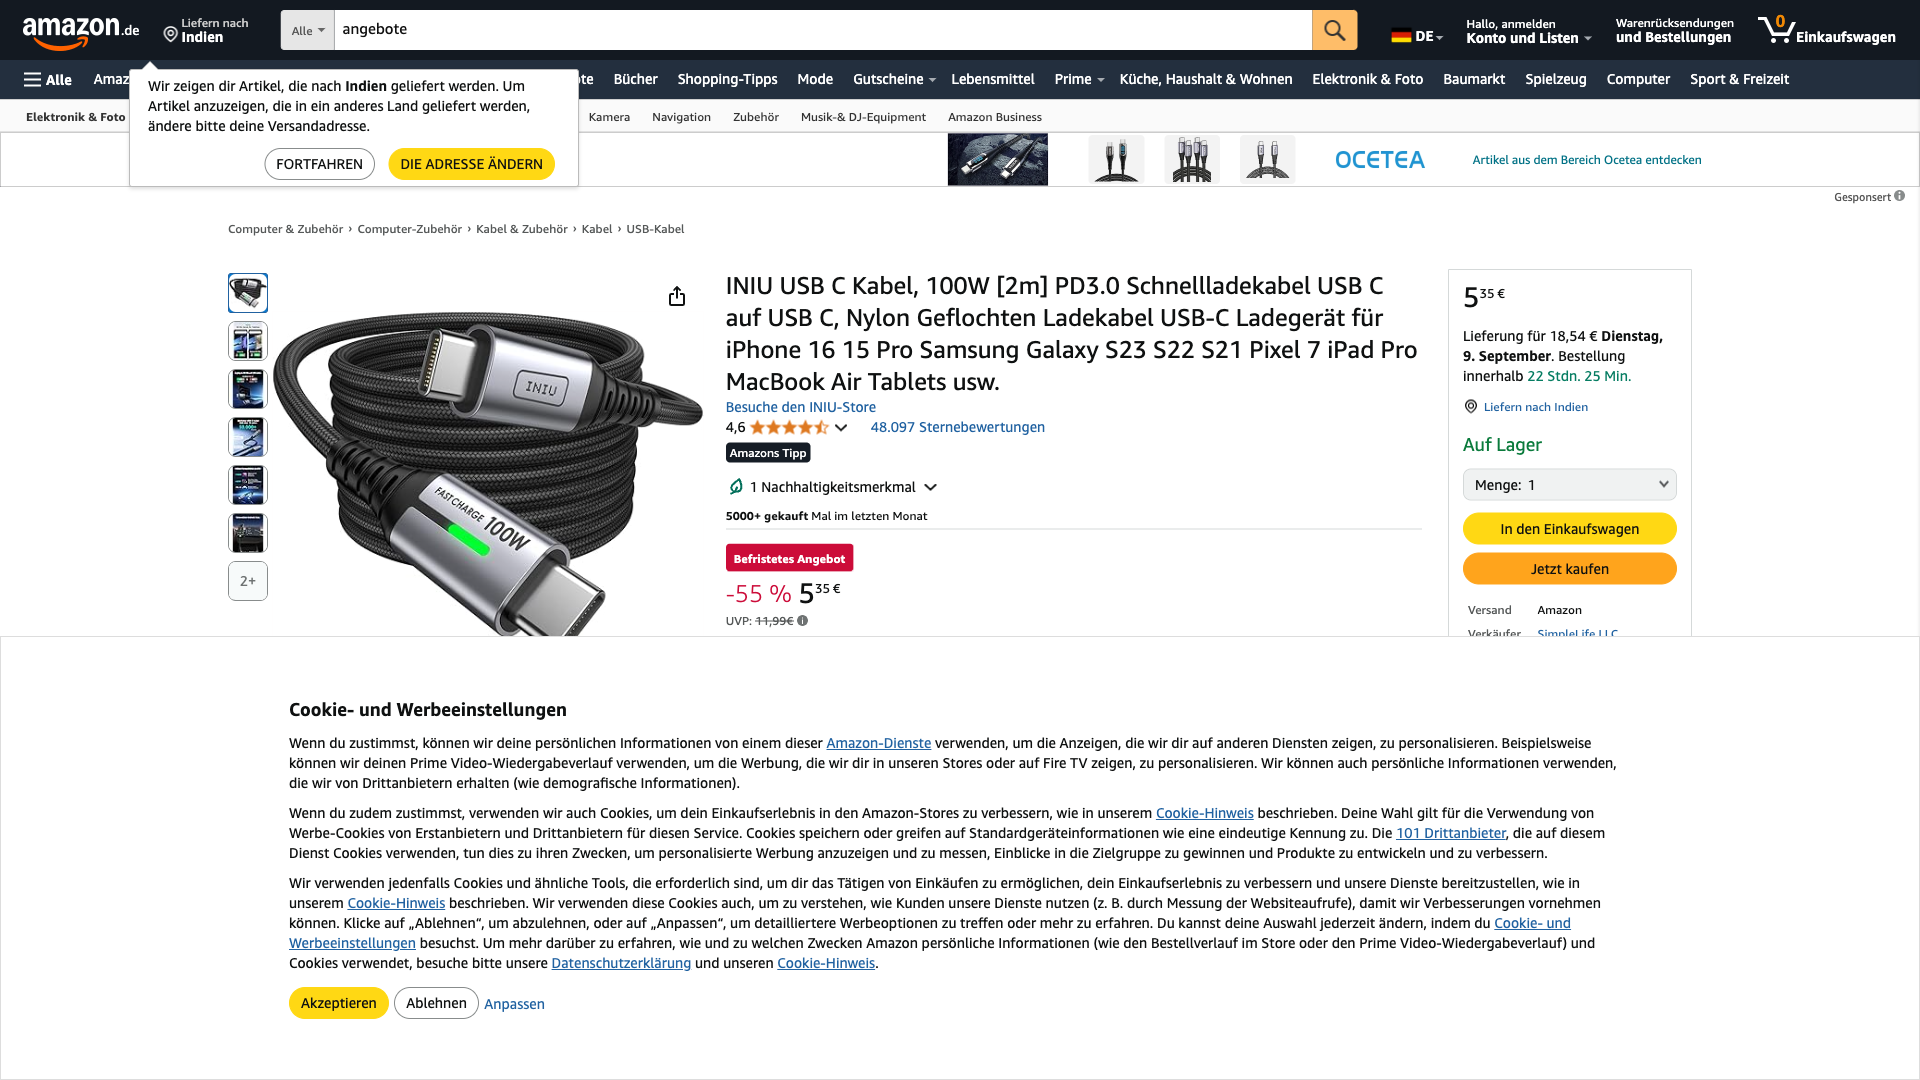 amazon.de
Liefern nach
Indien
Alle
angebote
DE
Hallo, anmelden
Konto und Listen
Warenrücksendungen
und Bestellungen
0
Einkaufswagen
Alle
Bücher
Shopping-Tipps
Mode
Gutscheine
Lebensmittel
Prime
Küche, Haushalt & Wohnen
Elektronik & Foto
Baumarkt
Spielzeug
Computer
Sport & Freizeit
Wir zeigen dir Artikel, die nach Indien geliefert werden. Um
Artikel anzuzeigen, die in ein anderes Land geliefert werden,
ändere bitte deine Versandadresse.
FORTFAHREN
DIE ADRESSE ÄNDERN
Elektronik & Foto
Kamera
Navigation
Zubehör
Musik-& DJ-Equipment
Amazon Business
OCETEA
Artikel aus dem Bereich Ocetea entdecken
Gesponsert
Computer & Zubehör › Computer-Zubehör › Kabel & Zubehör › Kabel › USB-Kabel
2+
INIU
FAST CHARGE 100W
INIU USB C Kabel, 100W [2m] PD3.0 Schnellladekabel USB C
auf USB C, Nylon Geflochten Ladekabel USB-C Ladegerät für
iPhone 16 15 Pro Samsung Galaxy S23 S22 S21 Pixel 7 iPad Pro
MacBook Air Tablets usw.
Besuche den INIU-Store
4,6
48.097 Sternebewertungen
Amazons Tipp
1 Nachhaltigkeitsmerkmal
5000+ gekauft Mal im letzten Monat
Befristetes Angebot
-55 % 5 35 €
UVP: 11,99€
5 35 €
Lieferung für 18,54 € Dienstag,
9. September. Bestellung
innerhalb 22 Stdn. 25 Min.
Liefern nach Indien
Auf Lager
Menge: 1
In den Einkaufswagen
Jetzt kaufen
Versand Amazon
Verkäufer SimpleLife LLC
Cookie- und Werbeeinstellungen
Wenn du zustimmst, können wir deine persönlichen Informationen von einem dieser Amazon-Dienste verwenden, um die Anzeigen, die wir dir auf anderen Diensten zeigen, zu personalisieren. Beispielsweise
können wir deinen Prime Video-Wiedergabeverlauf verwenden, um die Werbung, die wir dir in unseren Stores oder auf Fire TV zeigen, zu personalisieren. Wir können auch persönliche Informationen verwenden,
die wir von Drittanbietern erhalten (wie demografische Informationen).
Wenn du zudem zustimmst, verwenden wir auch Cookies, um dein Einkaufserlebnis in den Amazon-Stores zu verbessern, wie in unserem Cookie-Hinweis beschrieben. Deine Wahl gilt für die Verwendung von
Werbe-Cookies von Erstanbietern und Drittanbietern für diesen Service. Cookies speichern oder greifen auf Standardgeräteinformationen wie eine eindeutige Kennung zu. Die 101 Drittanbieter, die auf diesem
Dienst Cookies verwenden, tun dies zu ihren Zwecken, um personalisierte Werbung anzuzeigen und zu messen, Einblicke in die Zielgruppe zu gewinnen und Produkte zu entwickeln und zu verbessern.
Wir verwenden jedenfalls Cookies und ähnliche Tools, die erforderlich sind, um dir das Tätigen von Einkäufen zu ermöglichen, dein Einkaufserlebnis zu verbessern und unsere Dienste bereitzustellen, wie in
unserem Cookie-Hinweis beschrieben. Wir verwenden diese Cookies auch, um zu verstehen, wie Kunden unsere Dienste nutzen (z. B. durch Messung der Websiteaufrufe), damit wir Verbesserungen vornehmen
können. Klicke auf „Ablehnen“, um abzulehnen, oder auf „Anpassen“, um detailliertere Werbeoptionen zu treffen oder mehr zu erfahren. Du kannst deine Auswahl jederzeit ändern, indem du Cookie- und
Werbeeinstellungen besuchst. Um mehr darüber zu erfahren, wie und zu welchen Zwecken Amazon persönliche Informationen (wie den Bestellverlauf im Store oder den Prime Video-Wiedergabeverlauf) und
Cookies verwendet, besuche bitte unsere Datenschutzerklärung und unseren Cookie-Hinweis.
Akzeptieren
Ablehnen
Anpassen